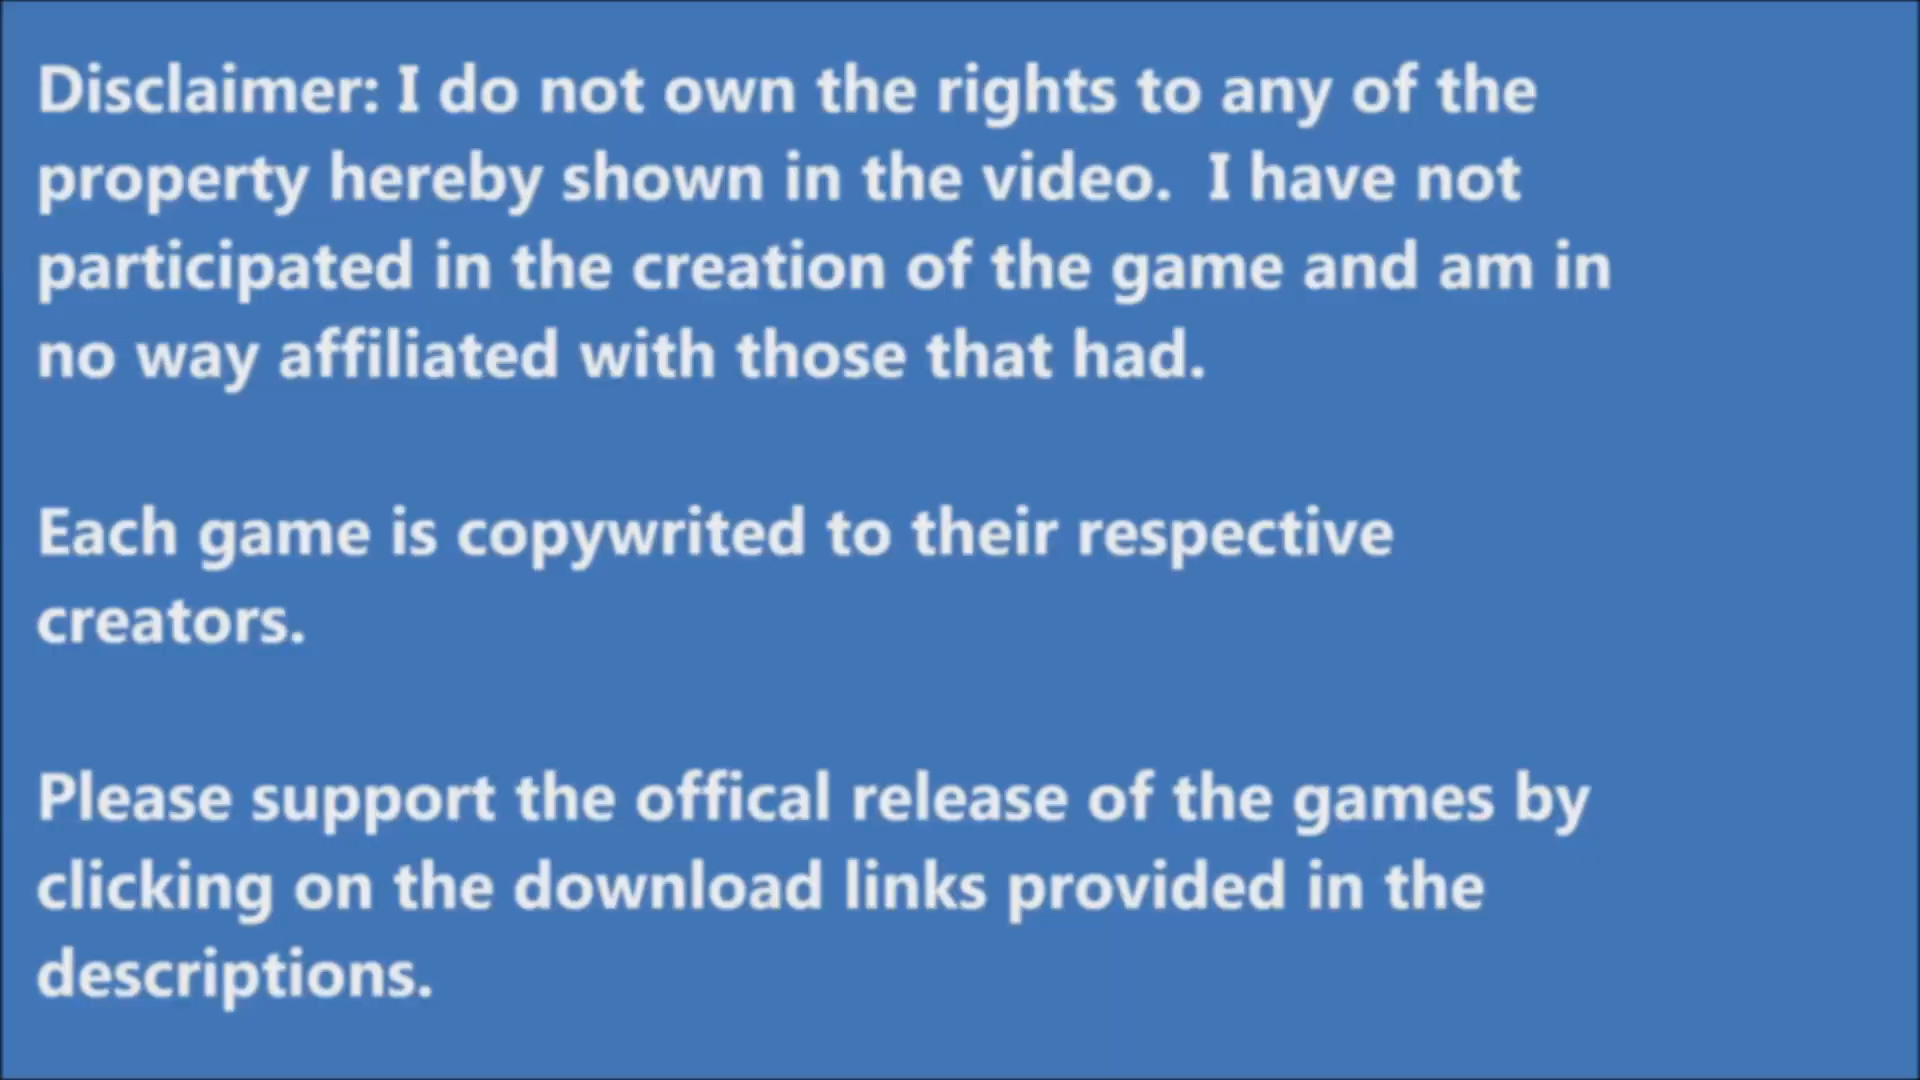 Disclaimer: I do not own the rights to any of the
property hereby shown in the video.  I have not
participated in the creation of the game and am in
no way affiliated with those that had.
Each game is copywrited to their respective
creators.
Please support the offical release of the games by
clicking on the download links provided in the
descriptions.